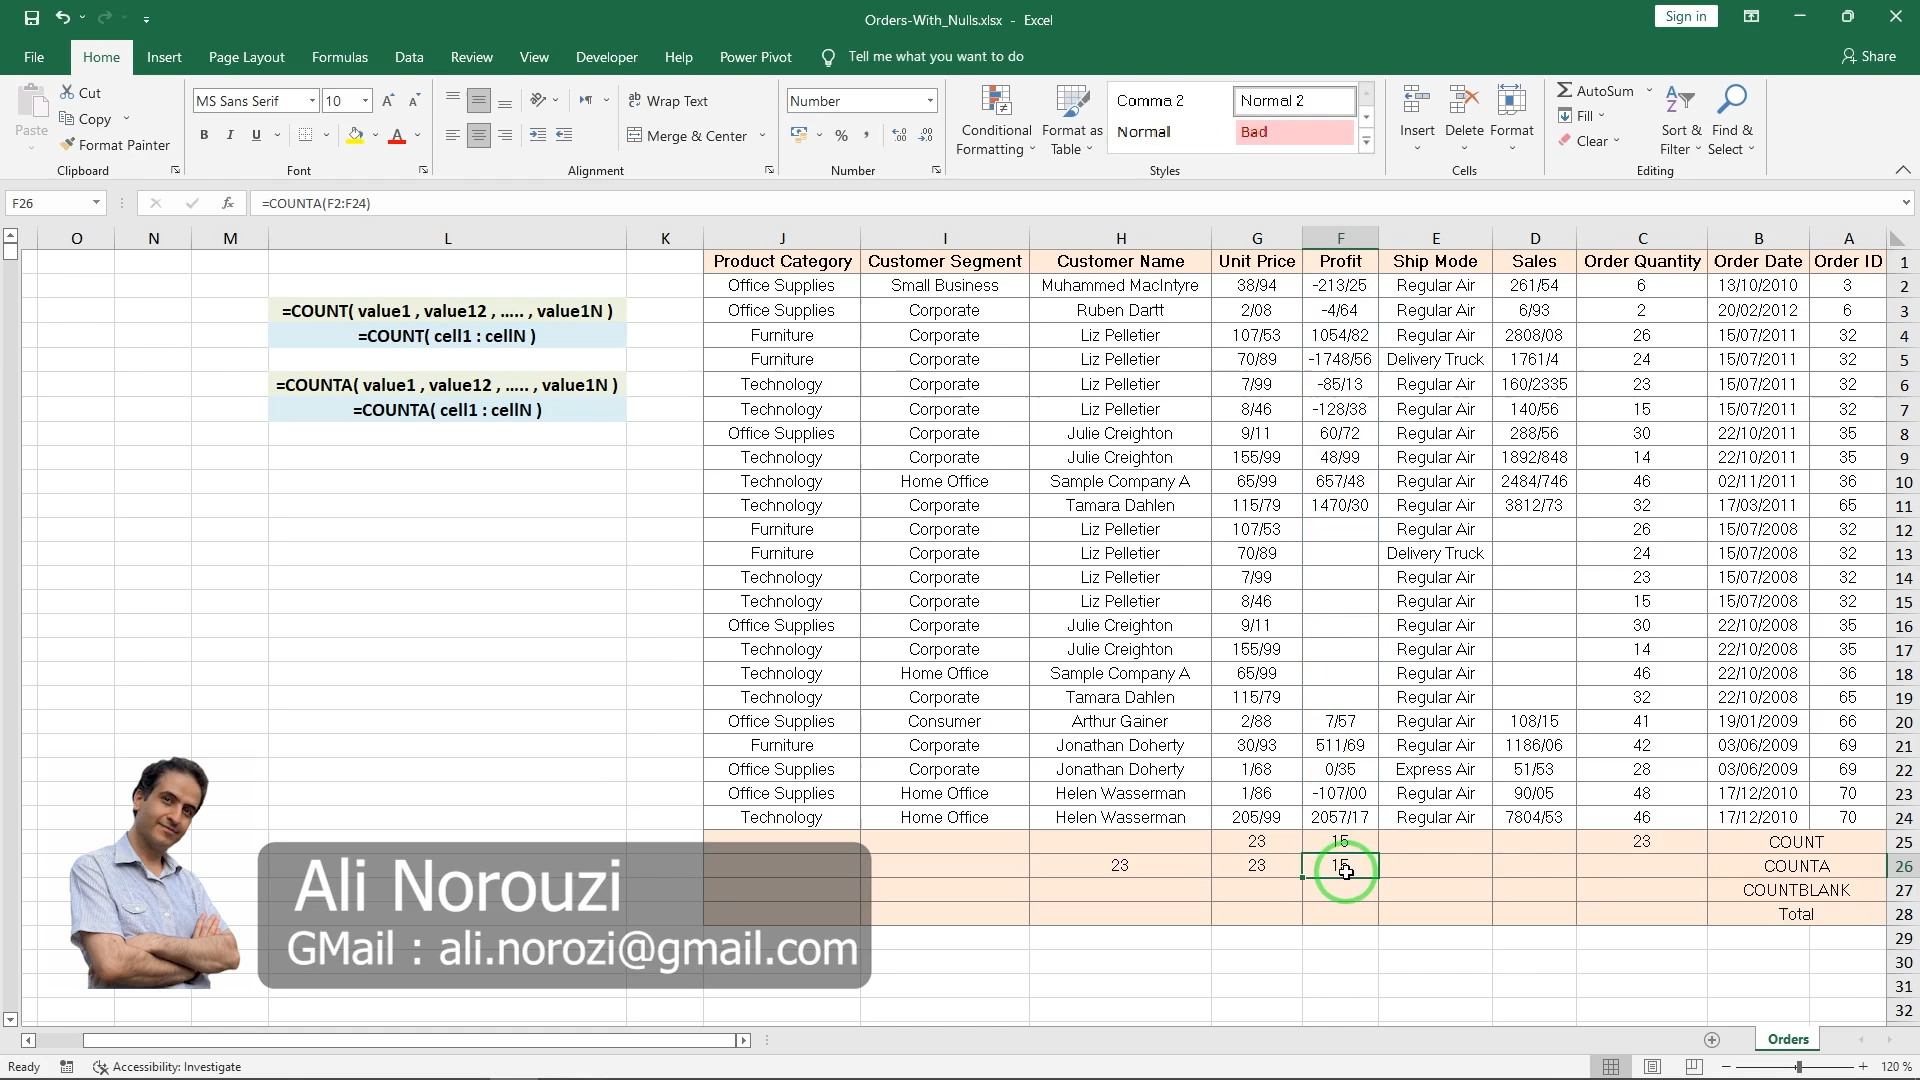 Orders-With_Nulls.xlsx - Excel
Sign in
File Home Insert Page Layout Formulas Data Review View Developer Help Power Pivot Tell me what you want to do Share
Paste
Cut
Copy
Format Painter
Clipboard
MS Sans Serif 10
B I U
Font
Wrap Text
Merge & Center
Alignment
Number
%
Number
Conditional Formatting
Format as Table
Comma 2 Normal 2
Normal Bad
Styles
Insert Delete Format
Cells
AutoSum
Fill
Clear
Sort & Filter
Find & Select
Editing
F26 fx =COUNTA(F2:F24)
O N M L K J I H G F E D C B A
Product Category Customer Segment Customer Name Unit Price Profit Ship Mode Sales Order Quantity Order Date Order ID 1
Office Supplies Small Business Muhammed MacIntyre 38/94 -213/25 Regular Air 261/54 6 13/10/2010 3 2
=COUNT( value1 , value12 , ..... , value1N ) Office Supplies Corporate Ruben Dartt 2/08 -4/64 Regular Air 6/93 2 20/02/2012 6 3
=COUNT( cell1 : cellN ) Furniture Corporate Liz Pelletier 107/53 1054/82 Regular Air 2808/08 26 15/07/2011 32 4
Furniture Corporate Liz Pelletier 70/89 -1748/56 Delivery Truck 1761/4 24 15/07/2011 32 5
=COUNTA( value1 , value12 , ..... , value1N ) Technology Corporate Liz Pelletier 7/99 -85/13 Regular Air 160/2335 23 15/07/2011 32 6
=COUNTA( cell1 : cellN ) Technology Corporate Liz Pelletier 8/46 -128/38 Regular Air 140/56 15 15/07/2011 32 7
Office Supplies Corporate Julie Creighton 9/11 60/72 Regular Air 288/56 30 22/10/2011 35 8
Technology Corporate Julie Creighton 155/99 48/99 Regular Air 1892/848 14 22/10/2011 35 9
Technology Home Office Sample Company A 65/99 657/48 Regular Air 2484/746 46 02/11/2011 36 10
Technology Corporate Tamara Dahlen 115/79 1470/30 Regular Air 3812/73 32 17/03/2011 65 11
Furniture Corporate Liz Pelletier 107/53 Regular Air 26 15/07/2008 32 12
Furniture Corporate Liz Pelletier 70/89 Delivery Truck 24 15/07/2008 32 13
Technology Corporate Liz Pelletier 7/99 Regular Air 23 15/07/2008 32 14
Technology Corporate Liz Pelletier 8/46 Regular Air 15 15/07/2008 32 15
Office Supplies Corporate Julie Creighton 9/11 Regular Air 30 22/10/2008 35 16
Technology Corporate Julie Creighton 155/99 Regular Air 14 22/10/2008 35 17
Technology Home Office Sample Company A 65/99 Regular Air 46 22/10/2008 36 18
Technology Corporate Tamara Dahlen 115/79 Regular Air 32 22/10/2008 65 19
Office Supplies Consumer Arthur Gainer 2/88 7/57 Regular Air 108/15 41 19/01/2009 66 20
Furniture Corporate Jonathan Doherty 30/93 511/69 Regular Air 1186/06 42 03/06/2009 69 21
Office Supplies Corporate Jonathan Doherty 1/68 0/35 Express Air 51/53 28 03/06/2009 69 22
Office Supplies Home Office Helen Wasserman 1/86 -107/00 Regular Air 90/05 48 17/12/2010 70 23
Technology Home Office Helen Wasserman 205/99 2057/17 Regular Air 7804/53 46 17/12/2010 70 24
23 15 23 COUNT 25
23 23 15 COUNTA 26
COUNTBLANK 27
Total 28
29
30
31
32
Ali Norouzi
GMail : ali.norozi@gmail.com
Orders
Ready Accessibility: Investigate 120 %